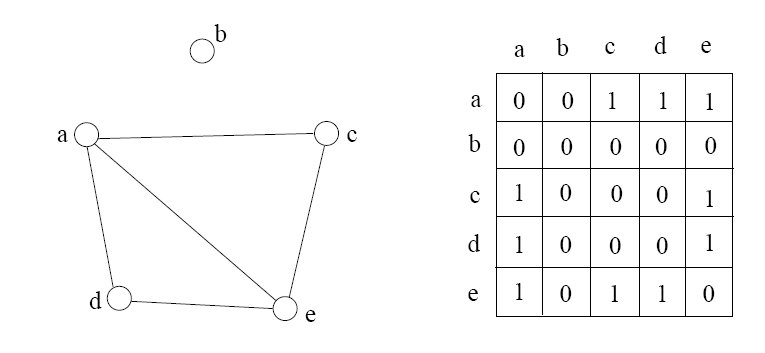 b
a
c
d
e
a b c d e
a 0 0 1 1 1
b 0 0 0 0 0
c 1 0 0 0 1
d 1 0 0 0 1
e 1 0 1 1 0